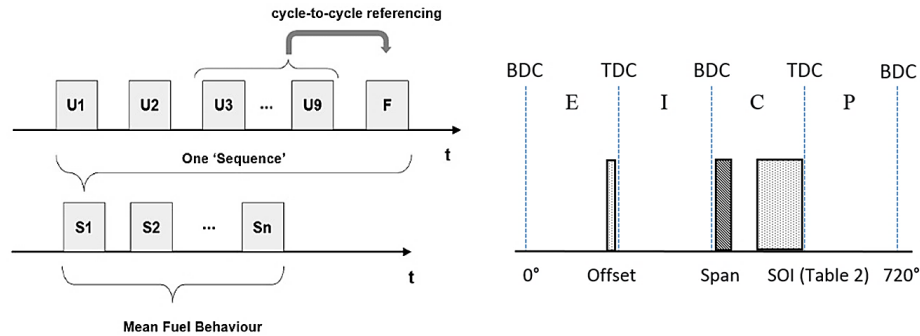 cycle-to-cycle referencing
U1 U2 U3 ... U9 F
t
One ‘Sequence’
S1 S2 ... Sn
t
Mean Fuel Behaviour
BDC TDC BDC TDC BDC
E I C P
0° Offset Span SOI (Table 2) 720°